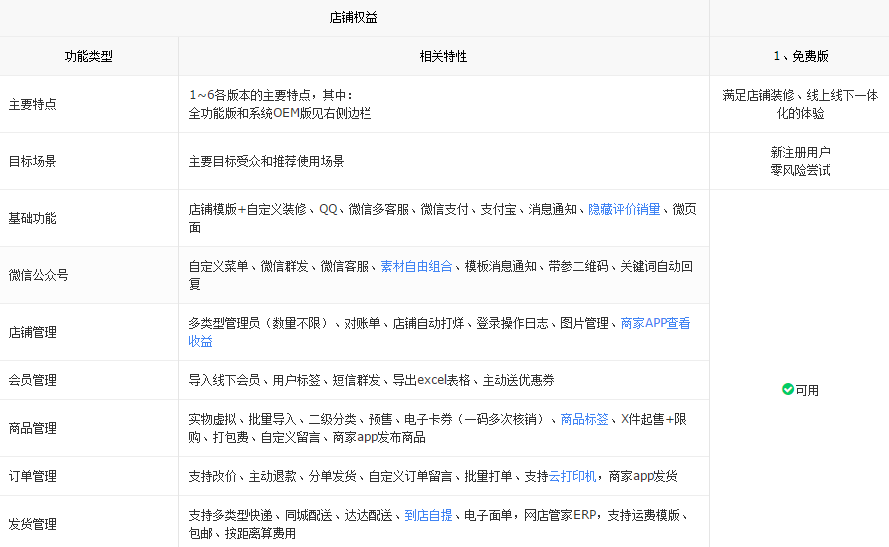 店铺权益
功能类型
相关特性
1、免费版
主要特点
1~6各版本的主要特点，其中：
全功能版和系统OEM版见右侧边栏
满足店铺装修、线上线下一体
化的体验
目标场景
主要目标受众和推荐使用场景
新注册用户
零风险尝试
基础功能
店铺模版+自定义装修、QQ、微信多客服、微信支付、支付宝、消息通知、隐藏评价销量、微页
面
微信公众号
自定义菜单、微信群发、微信客服、素材自由组合、模板消息通知、带参二维码、关键词自动回
复
店铺管理
多类型管理员（数量不限）、对账单、店铺自动打烊、登录操作日志、图片管理、商家APP查看
收益
会员管理
导入线下会员、用户标签、短信群发、导出excel表格、主动送优惠券
可用
商品管理
实物虚拟、批量导入、二级分类、预售、电子卡券（一码多次核销）、商品标签、X件起售+限
购、打包费、自定义留言、商家app发布商品
订单管理
支持改价、主动退款、分单发货、自定义订单留言、批量打单、支持云打印机，商家app发货
发货管理
支持多类型快递、同城配送、达达配送、到店自提、电子面单，网店管家ERP，支持运费模版、
包邮、按距离算费用